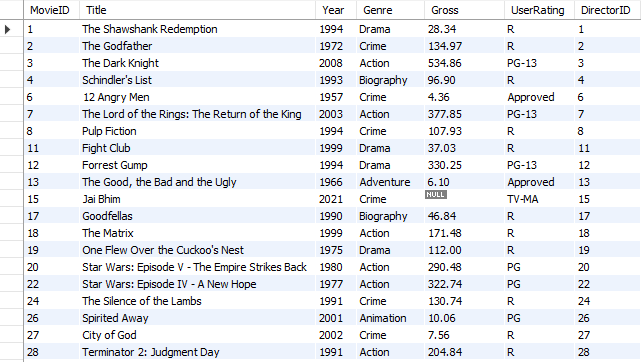 MovieID Title Year Genre Gross UserRating DirectorID
1 The Shawshank Redemption 1994 Drama 28.34 R 1
2 The Godfather 1972 Crime 134.97 R 2
3 The Dark Knight 2008 Action 534.86 PG-13 3
4 Schindler's List 1993 Biography 96.90 R 4
6 12 Angry Men 1957 Crime 4.36 Approved 6
7 The Lord of the Rings: The Return of the King 2003 Action 377.85 PG-13 7
8 Pulp Fiction 1994 Crime 107.93 R 8
11 Fight Club 1999 Drama 37.03 R 11
12 Forrest Gump 1994 Drama 330.25 PG-13 12
13 The Good, the Bad and the Ugly 1966 Adventure 6.10 Approved 13
15 Jai Bhim 2021 Crime NULL TV-MA 15
17 Goodfellas 1990 Biography 46.84 R 17
18 The Matrix 1999 Action 171.48 R 18
19 One Flew Over the Cuckoo's Nest 1975 Drama 112.00 R 19
20 Star Wars: Episode V - The Empire Strikes Back 1980 Action 290.48 PG 20
22 Star Wars: Episode IV - A New Hope 1977 Action 322.74 PG 22
24 The Silence of the Lambs 1991 Crime 130.74 R 24
26 Spirited Away 2001 Animation 10.06 PG 26
27 City of God 2002 Crime 7.56 R 27
28 Terminator 2: Judgment Day 1991 Action 204.84 R 28